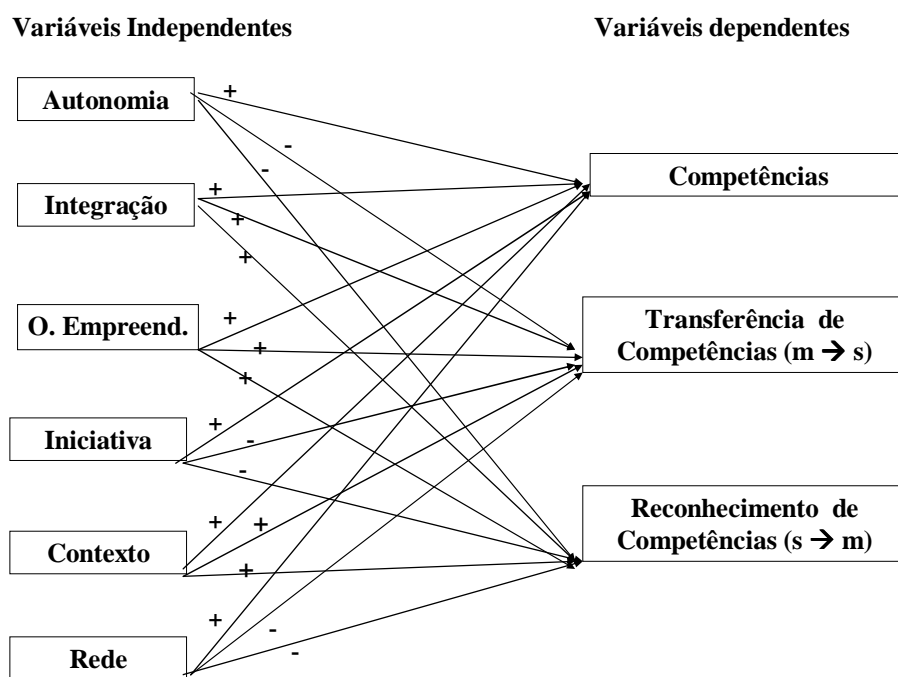 Variáveis Independentes
Variáveis dependentes
Autonomia
+
-
-
Competências
Integração
+
+
+
O. Empreend.
+
+
+
Transferência de
Competências (m → s)
Iniciativa
+
-
-
Reconhecimento de
Competências (s → m)
Contexto
+
+
+
Rede
+
-
-